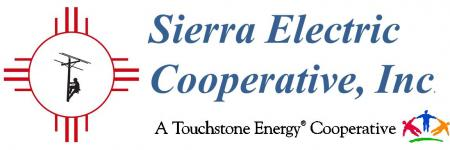 Sierra Electric
Cooperative, Inc.
A Touchstone Energy® Cooperative